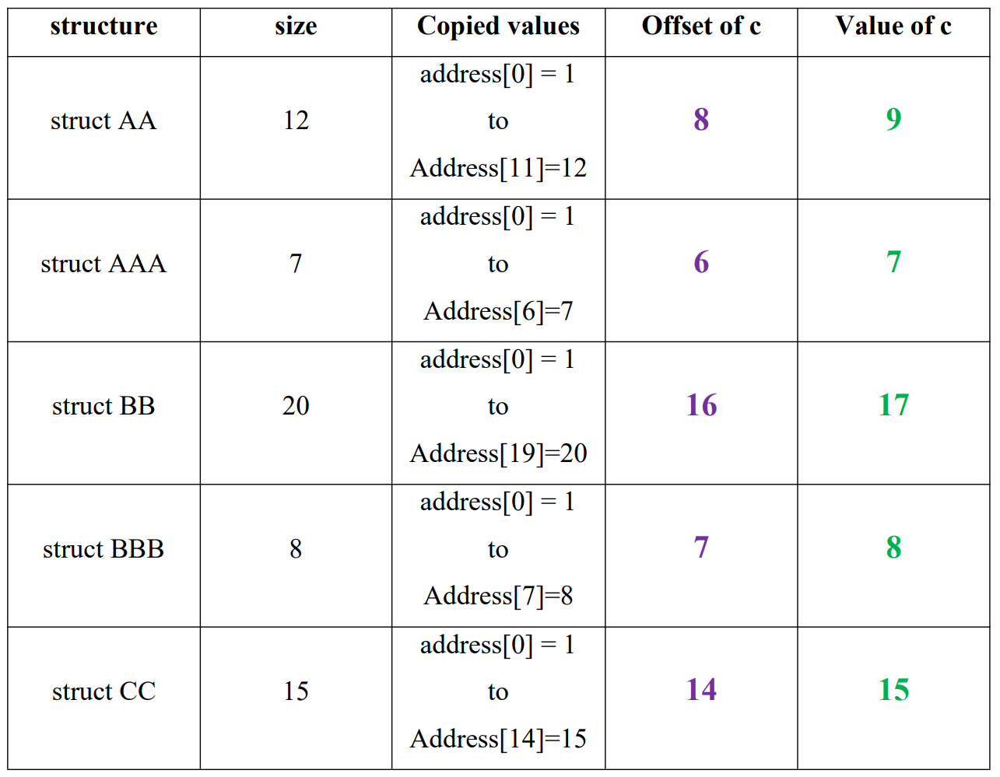 structure size Copied values Offset of c Value of c
address[0] = 1
struct AA 12 to 8 9
Address[11]=12
address[0] = 1
struct AAA 7 to 6 7
Address[6]=7
address[0] = 1
struct BB 20 to 16 17
Address[19]=20
address[0] = 1
struct BBB 8 to 7 8
Address[7]=8
address[0] = 1
struct CC 15 to 14 15
Address[14]=15